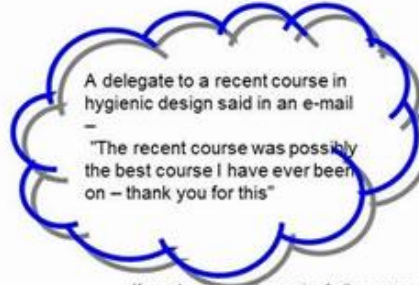 A delegate to a recent course in
hygienic design said in an e-mail
–
"The recent course was possibly
the best course I have ever been
on – thank you for this"